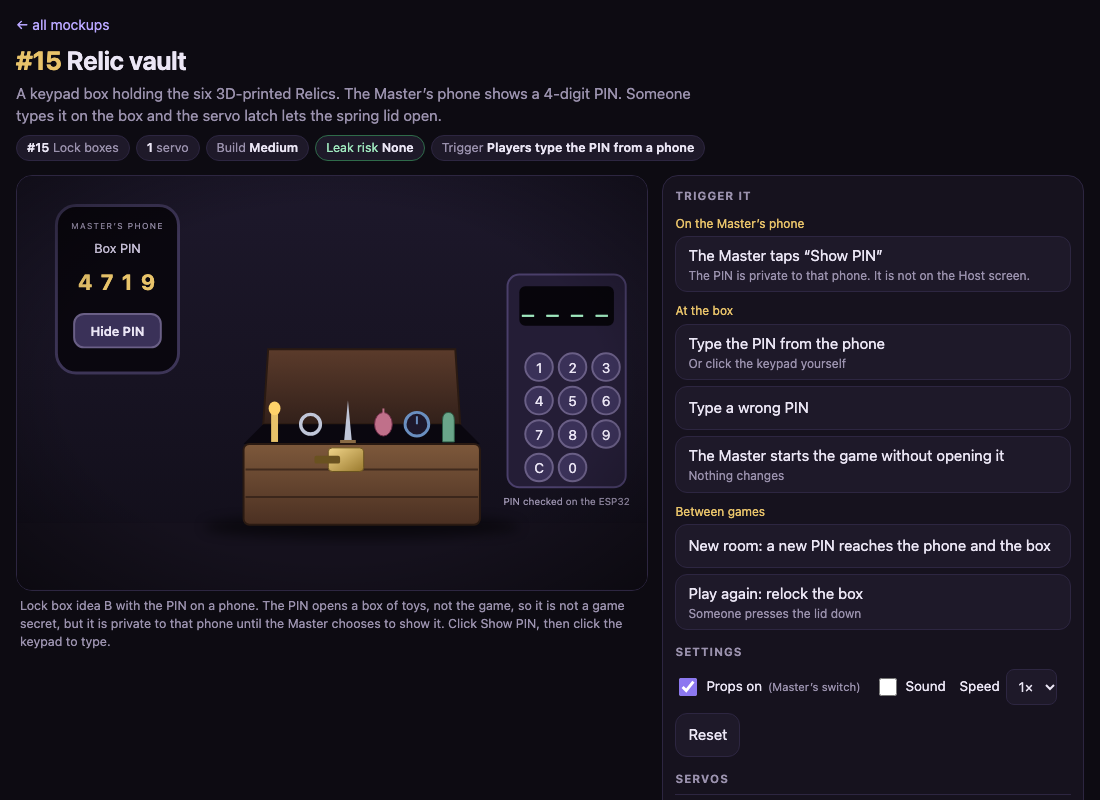 ← all mockups
#15 Relic vault
A keypad box holding the six 3D-printed Relics. The Master’s phone shows a 4-digit PIN. Someone
types it on the box and the servo latch lets the spring lid open.
#15 Lock boxes
1 servo
Build Medium
Leak risk None
Trigger Players type the PIN from a phone
MASTER’S PHONE
Box PIN
4 7 1 9
Hide PIN
_ _ _ _
1 2 3
4 5 6
7 8 9
C 0
PIN checked on the ESP32
Lock box idea B with the PIN on a phone. The PIN opens a box of toys, not the game, so it is not a game
secret, but it is private to that phone until the Master chooses to show it. Click Show PIN, then click the
keypad to type.
TRIGGER IT
On the Master’s phone
The Master taps “Show PIN”
The PIN is private to that phone. It is not on the Host screen.
At the box
Type the PIN from the phone
Or click the keypad yourself
Type a wrong PIN
The Master starts the game without opening it
Nothing changes
Between games
New room: a new PIN reaches the phone and the box
Play again: relock the box
Someone presses the lid down
SETTINGS
Props on (Master’s switch)
Sound
Speed
1×
Reset
SERVOS